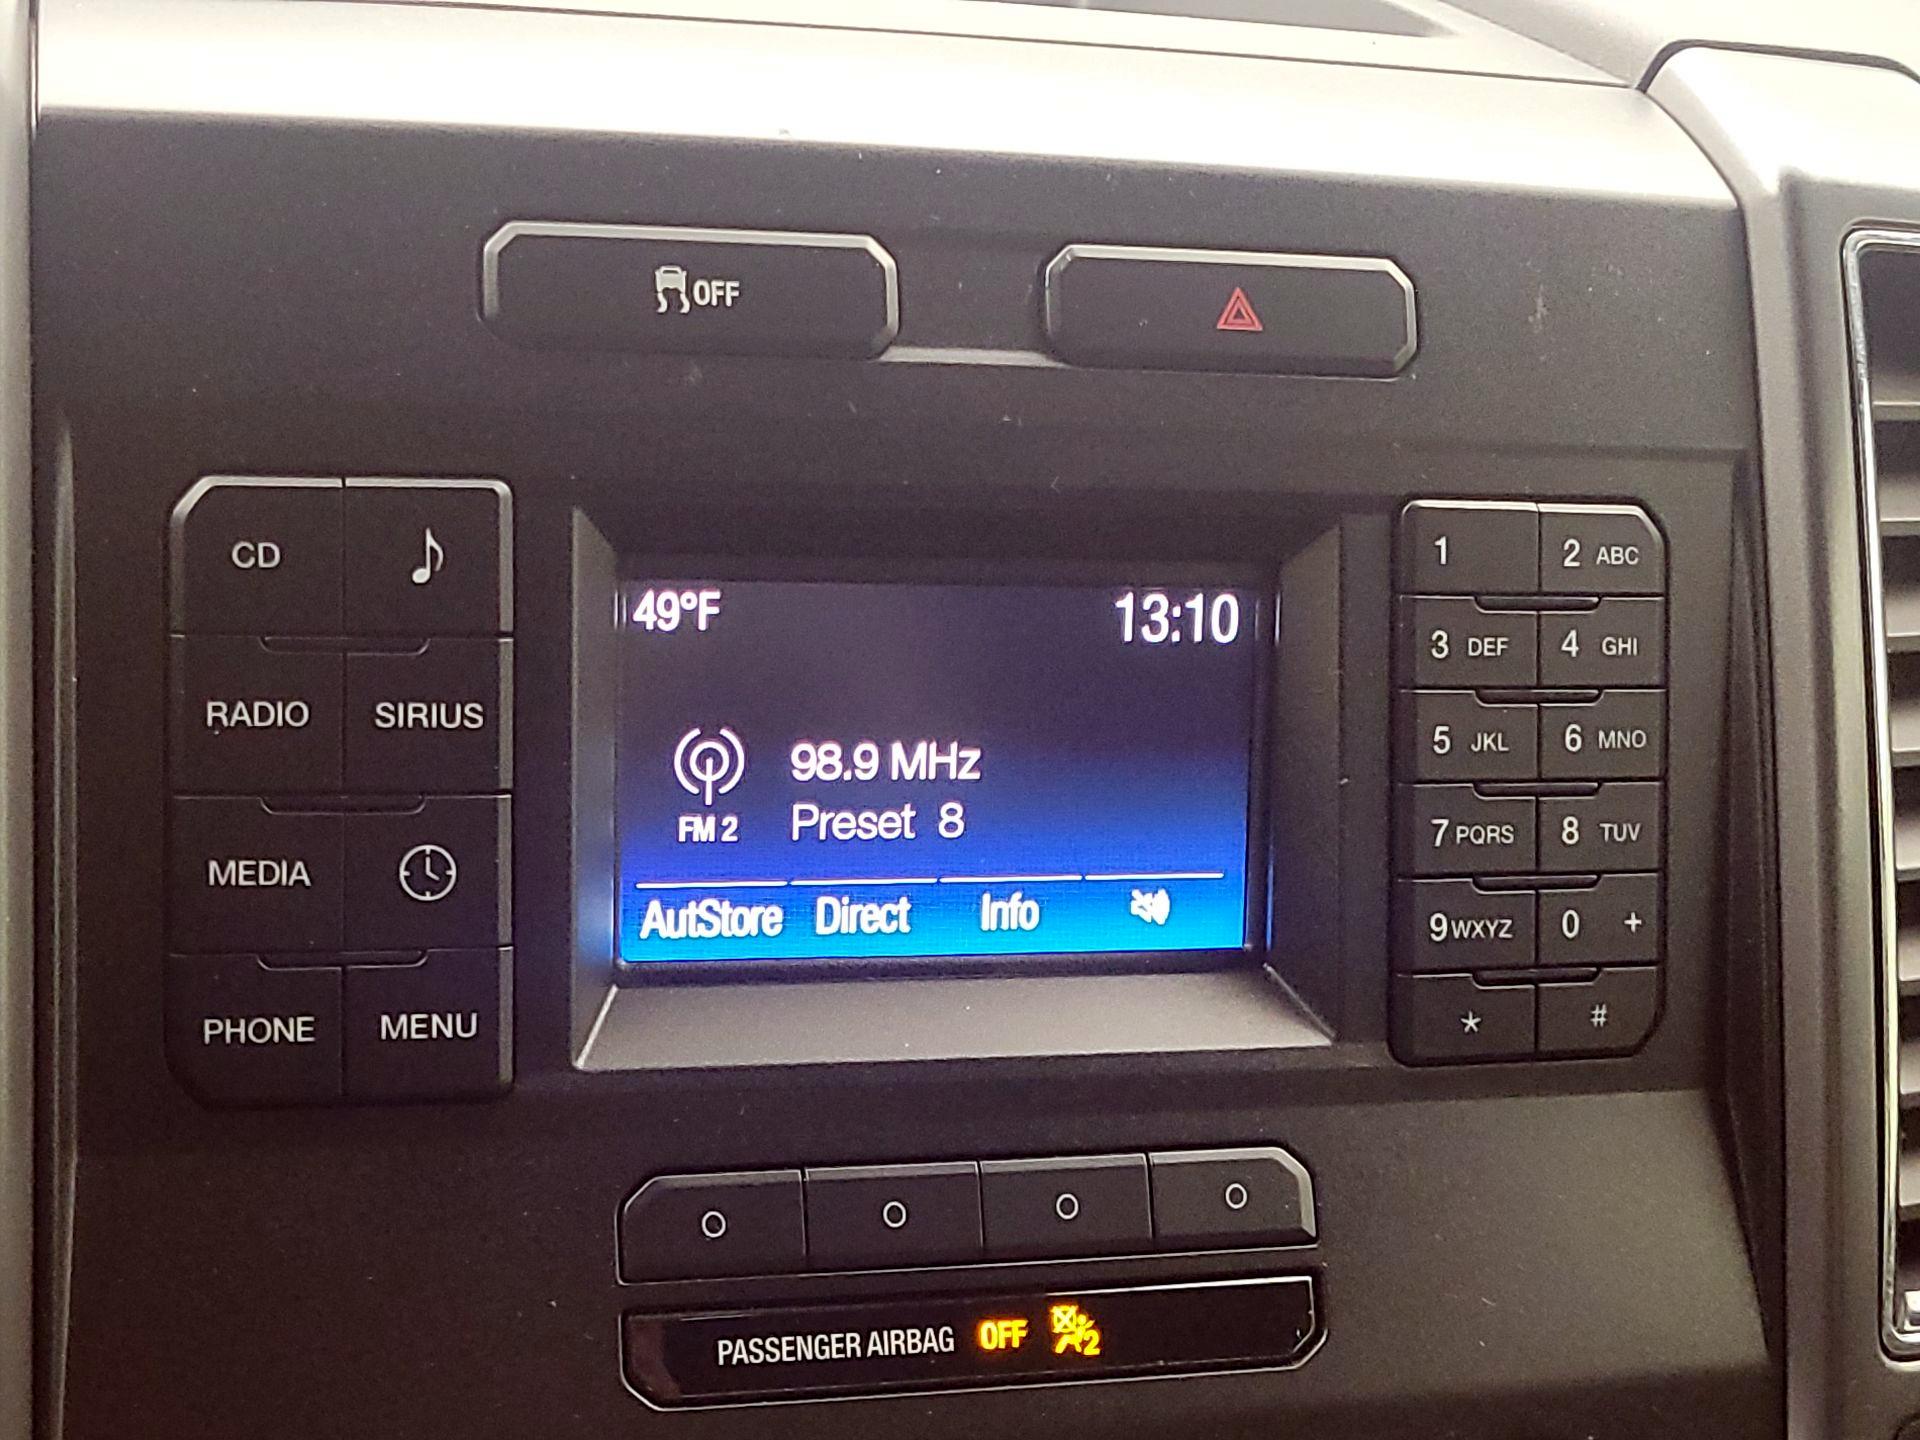 OFF
CD
RADIO SIRIUS
MEDIA
PHONE MENU
49°F 13:10
98.9 MHz
FM 2 Preset 8
AutStore Direct Info
1 2 ABC
3 DEF 4 GHI
5 JKL 6 MNO
7 PQRS 8 TUV
9 WXYZ 0 +
* #
PASSENGER AIRBAG OFF 2